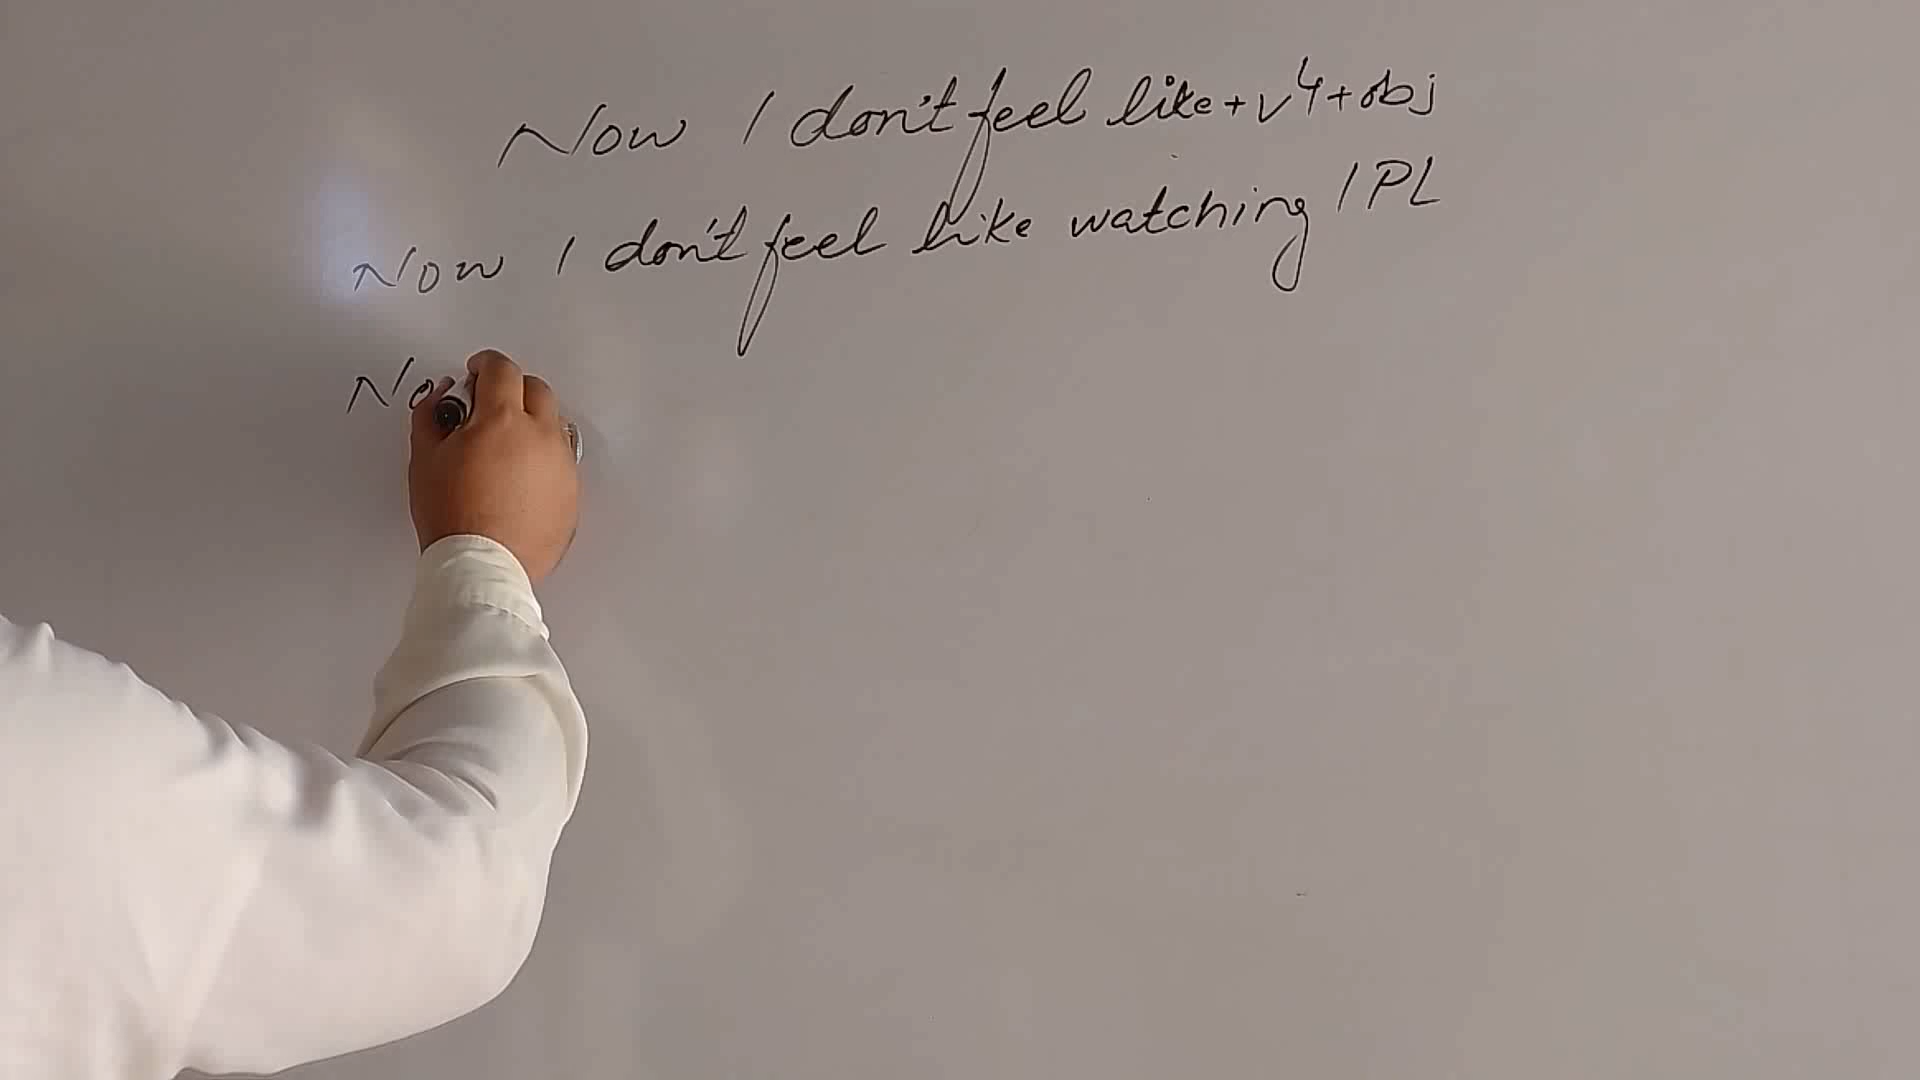 Now I don't feel like + v4 + obj
Now I don't feel like watching IPL
No